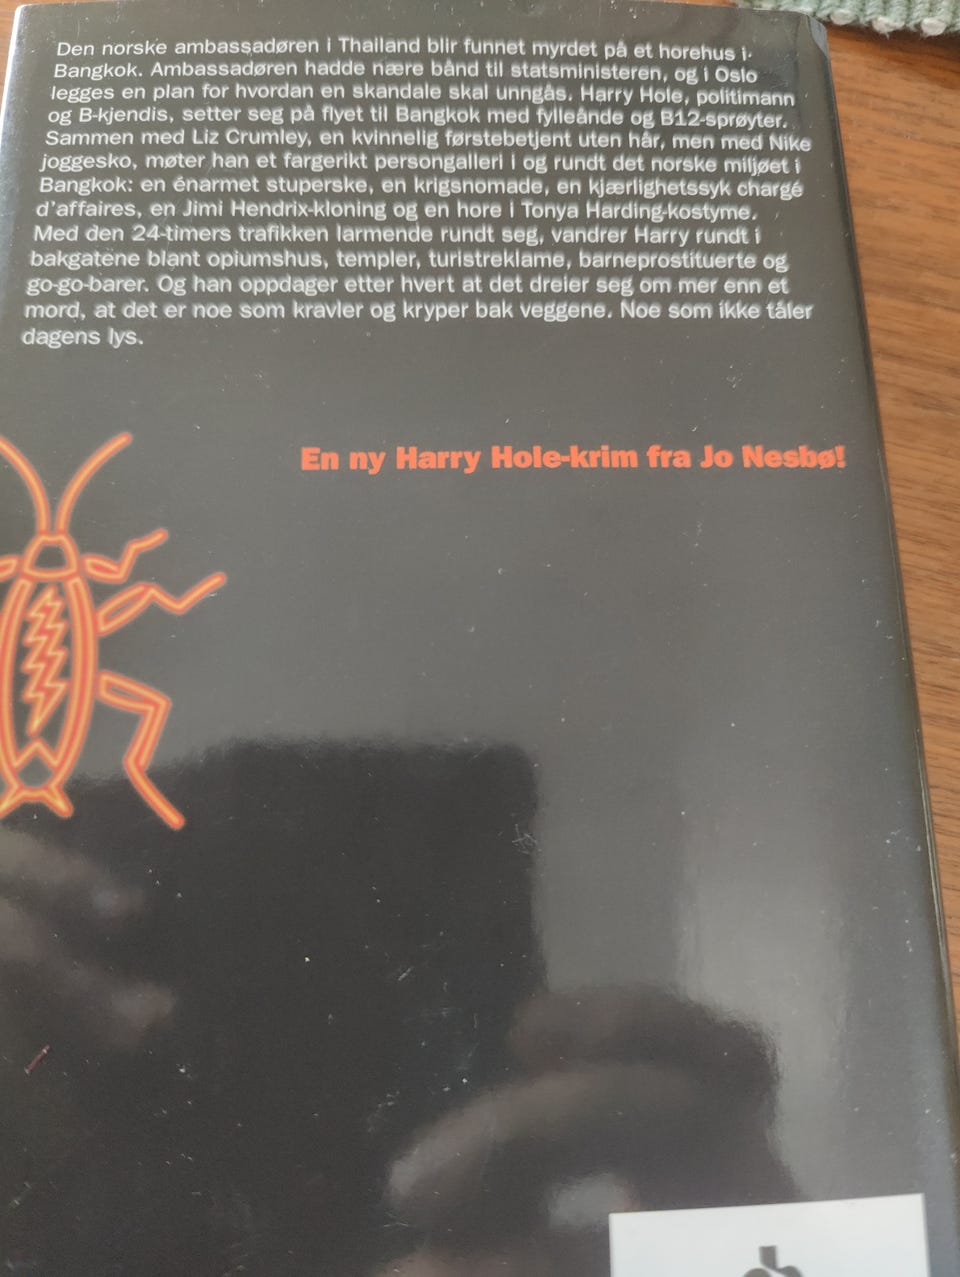 Den norske ambassadøren i Thailand blir funnet myrdet på et horehus i
Bangkok. Ambassadøren hadde nære bånd til statsministeren, og i Oslo
legges en plan for hvordan en skandale skal unngås. Harry Hole, politimann
og B-kjendis, setter seg på flyet til Bangkok med fylleånde og B12-sprøyter.
Sammen med Liz Crumley, en kvinnelig førstebetjent uten hår, men med Nike
joggesko, møter han et fargerikt persongalleri i og rundt det norske miljøet i
Bangkok: en énarmet stuperske, en krigsnomade, en kjærlighetssyk chargé
d'affaires, en Jimi Hendrix-kloning og en hore i Tonya Harding-kostyme.
Med den 24-timers trafikken larmende rundt seg, vandrer Harry rundt i
bakgatene blant opiumshus, templer, turistreklame, barneprostituerte og
go-go-barer. Og han oppdager etter hvert at det dreier seg om mer enn et
mord, at det er noe som kravler og kryper bak veggene. Noe som ikke tåler
dagens lys.
En ny Harry Hole-krim fra Jo Nesbø!